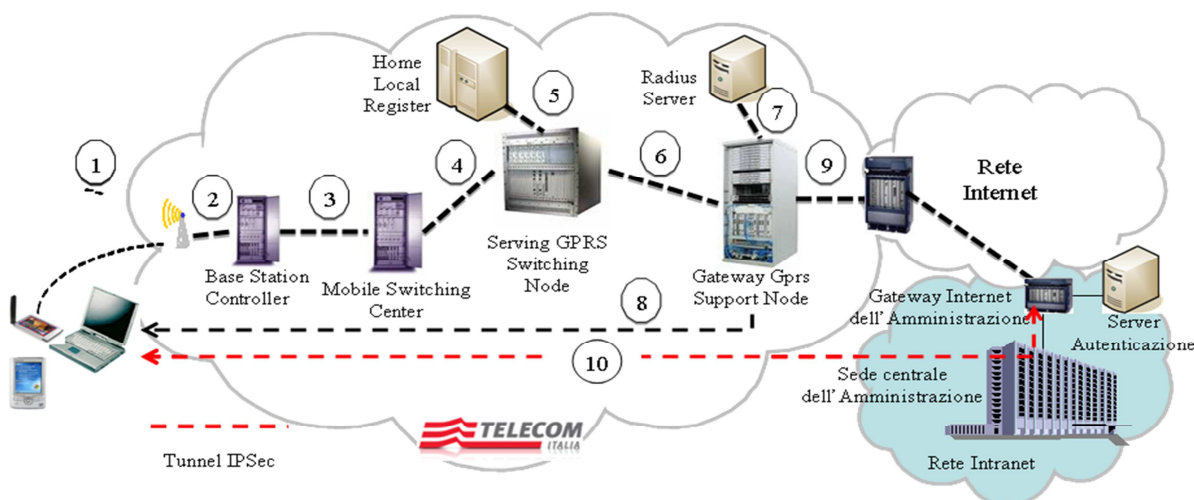 Home
Local
Register
5
Radius
Server
7
1
2
3
4
6
9
Rete
Internet
Base Station
Controller
Mobile Switching
Center
Serving GPRS
Switching
Node
Gateway Gprs
Support Node
8
Gateway Internet
dell'Amministrazione
Server
Autenticazione
10
Sede centrale
dell'Amministrazione
TELECOM
ITALIA
Tunnel IPSec
Rete Intranet